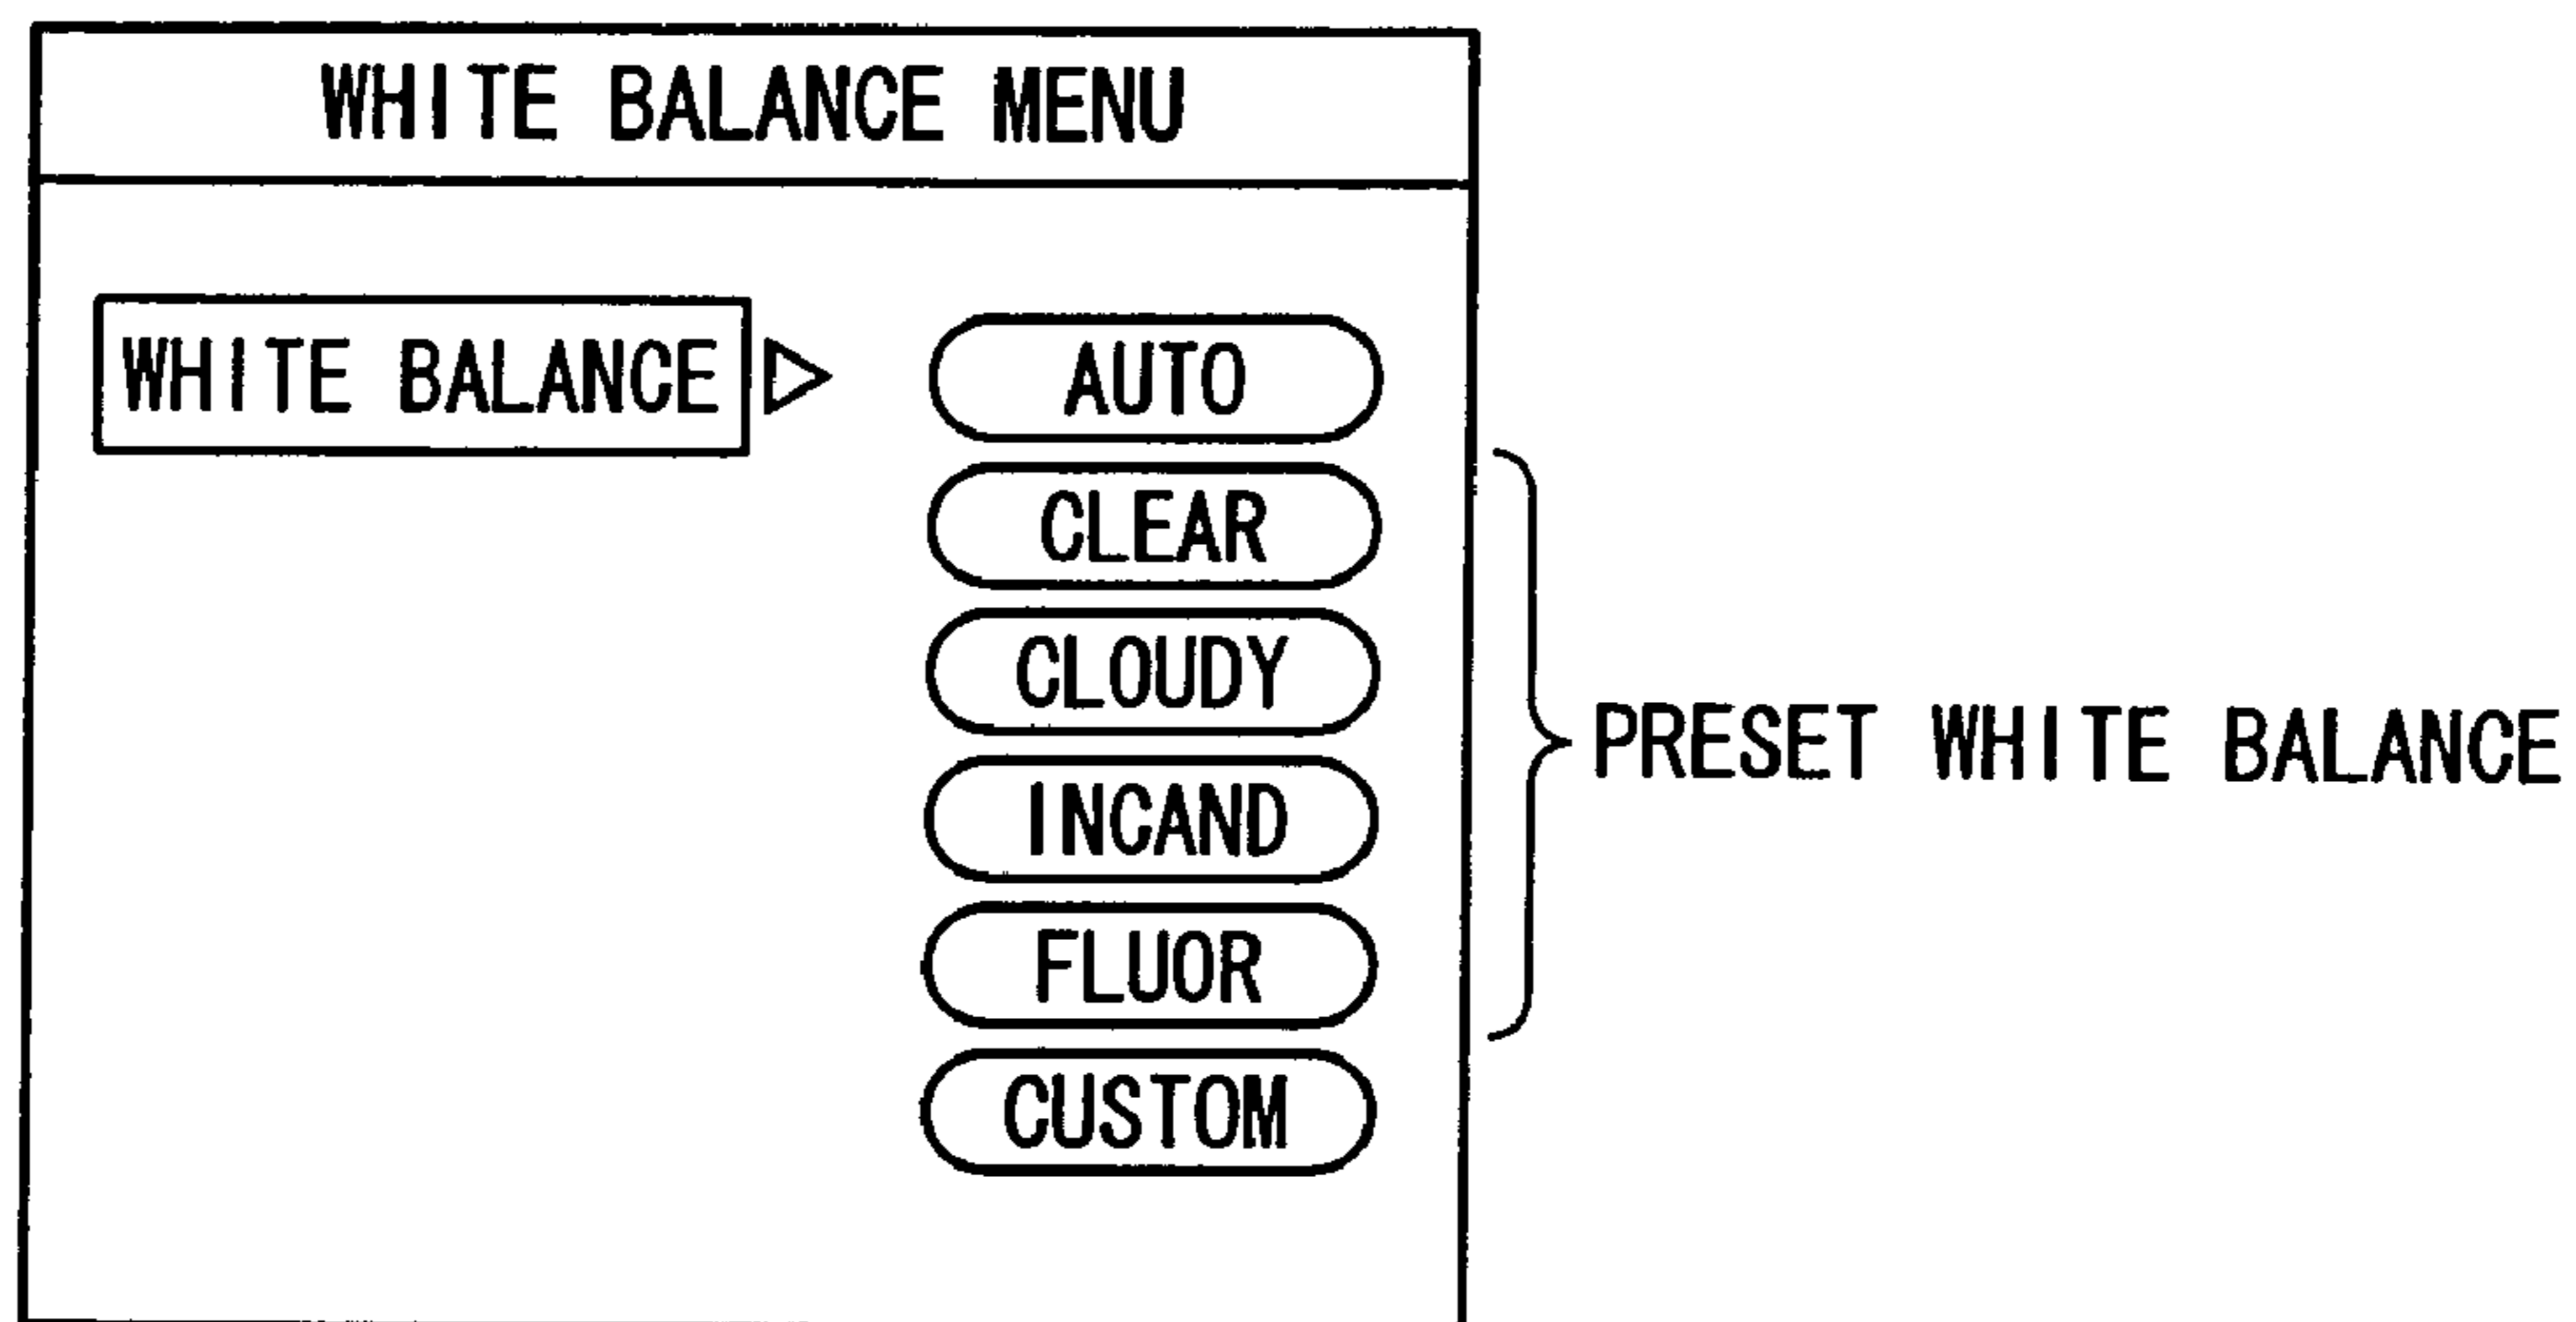 WHITE BALANCE MENU
WHITE BALANCE
AUTO
CLEAR
CLOUDY
INCAND
FLUOR
CUSTOM
PRESET WHITE BALANCE